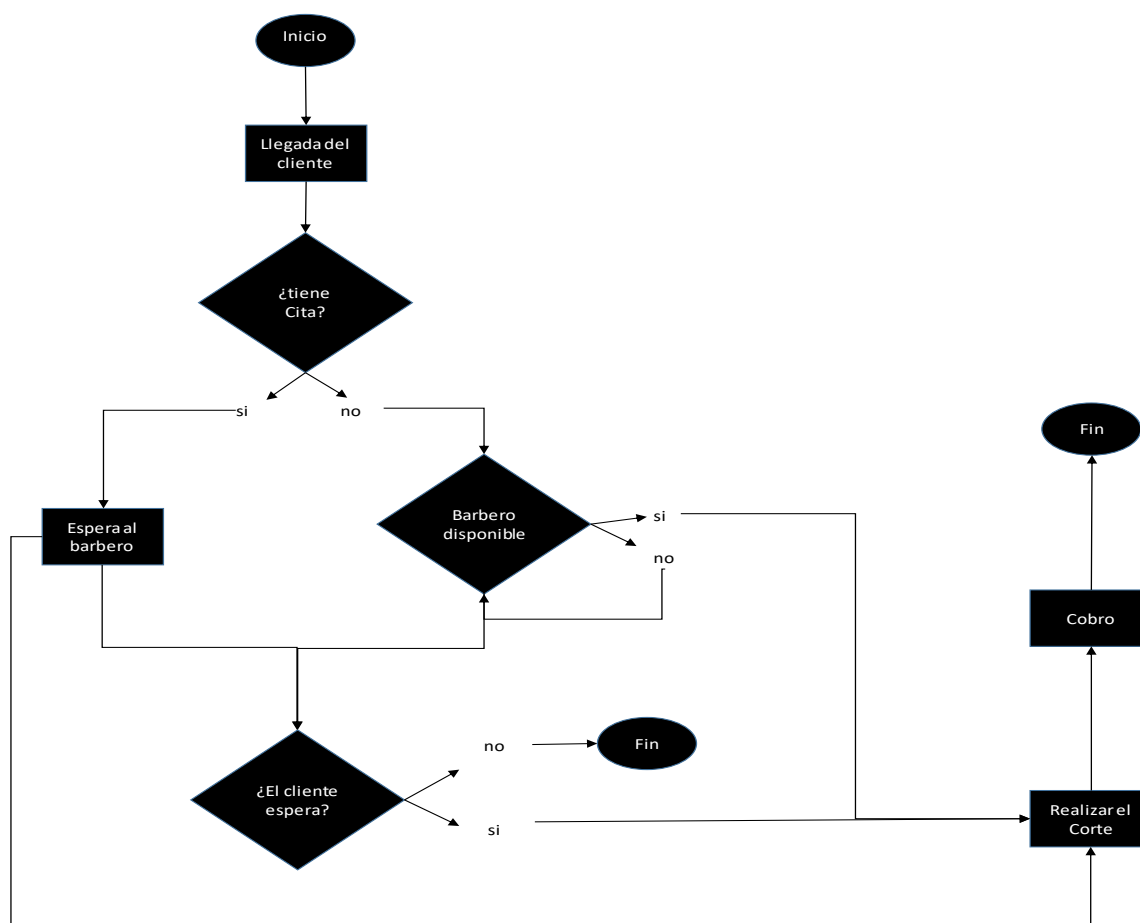 Inicio
Llegada del
cliente
¿tiene
Cita?
si
no
Fin
Espera al
barbero
Barbero
disponible
si
no
Cobro
¿El cliente
espera?
no
Fin
si
Realizar el
Corte